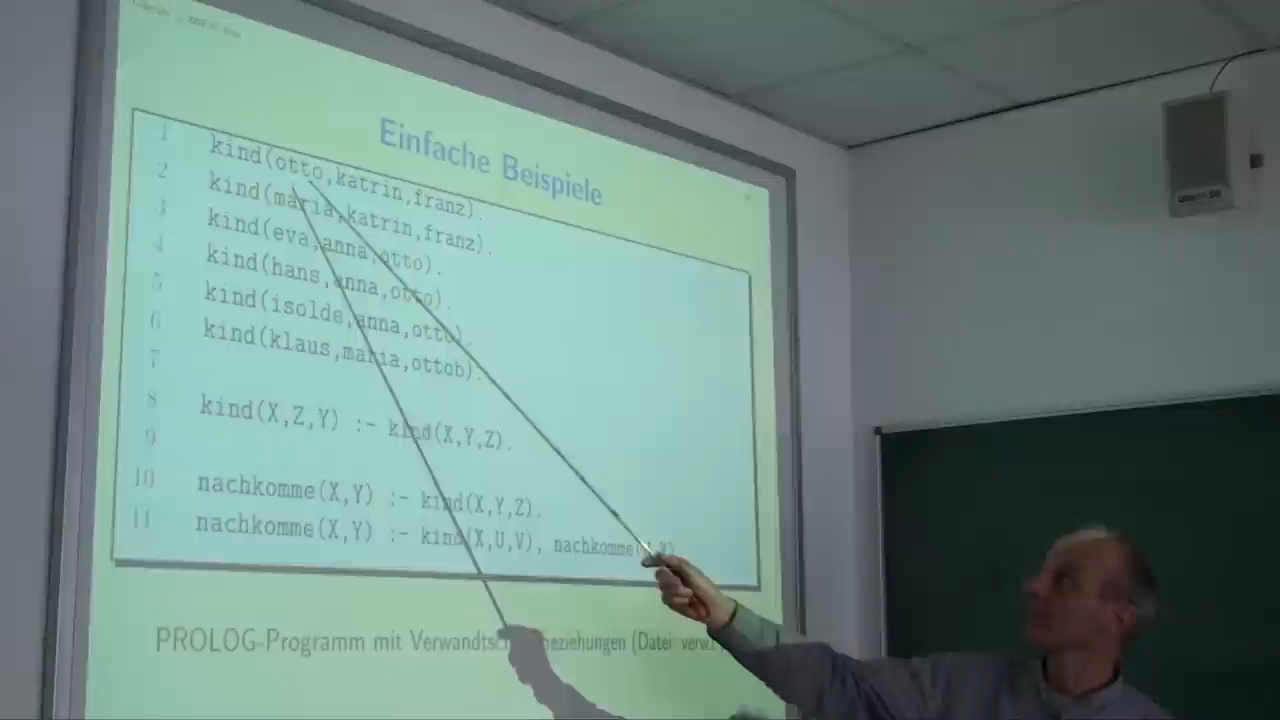 Einfache Beispiele
1 kind(otto,katrin,franz).
2 kind(maria,katrin,franz).
3 kind(eva,anna,otto).
4 kind(hans,anna,otto).
5 kind(isolde,anna,otto).
6 kind(klaus,maria,ottob).
7
8 kind(X,Z,Y) :- kind(X,Y,Z).
9
10 nachkomme(X,Y) :- kind(X,Y,Z).
11 nachkomme(X,Y) :- kind(X,U,V), nachkomme(
PROLOG-Programm mit (Datei